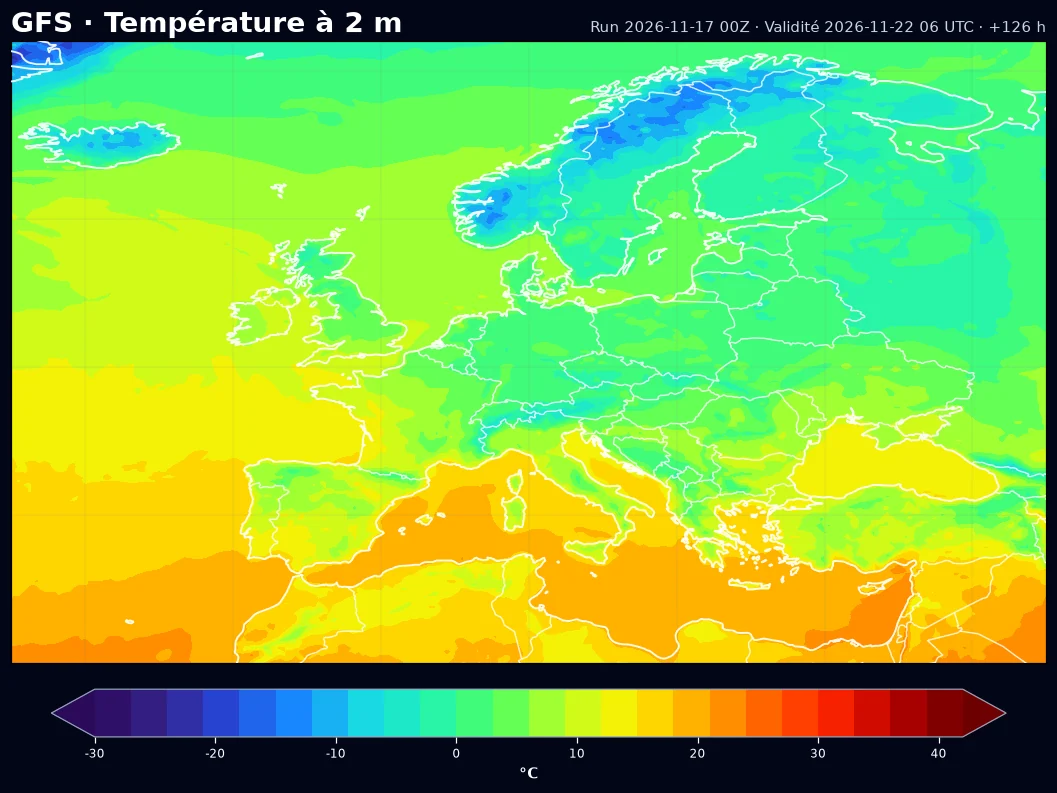 GFS · Température à 2 m
Run 2026-11-17 00Z · Validité 2026-11-22 06 UTC · +126 h
-30 -20 -10 0 10 20 30 40
°C